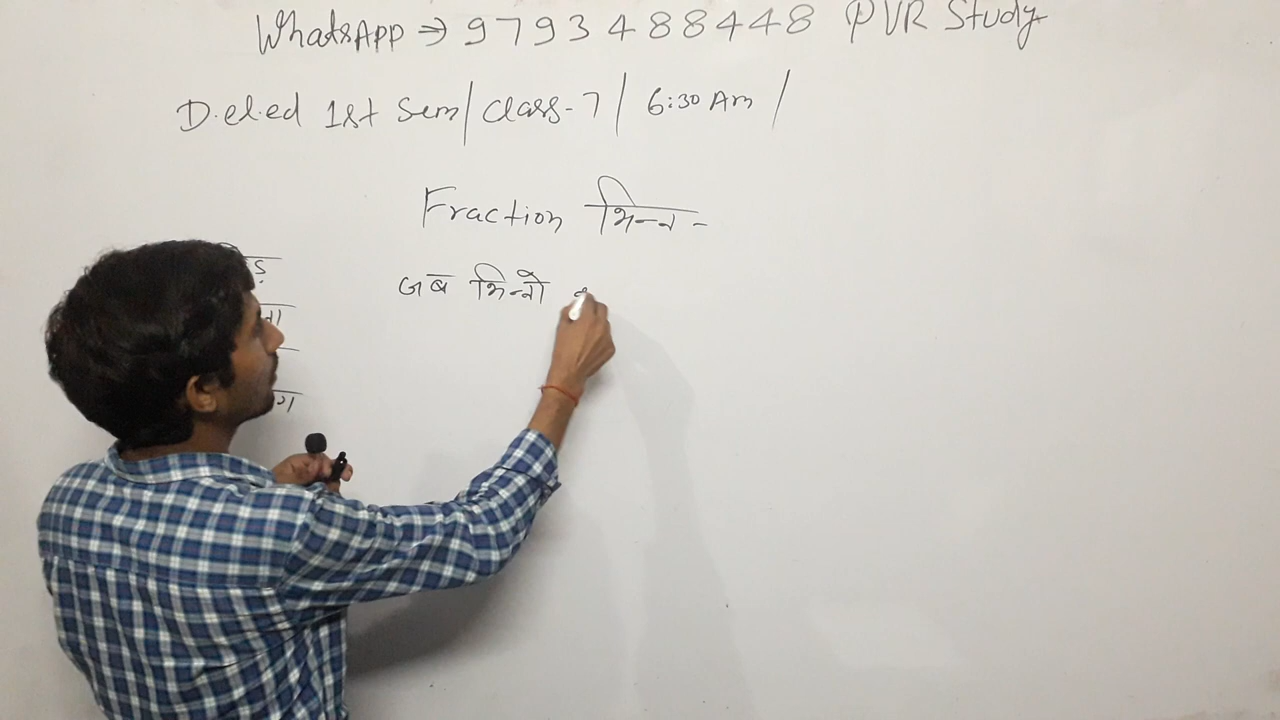 WhatsApp ⇒ 9793488448 PVR Study
D.el.ed 1st Sem/ Class-7/ 6:30 Am /
Fraction भिन्न -
जब भिन्नो